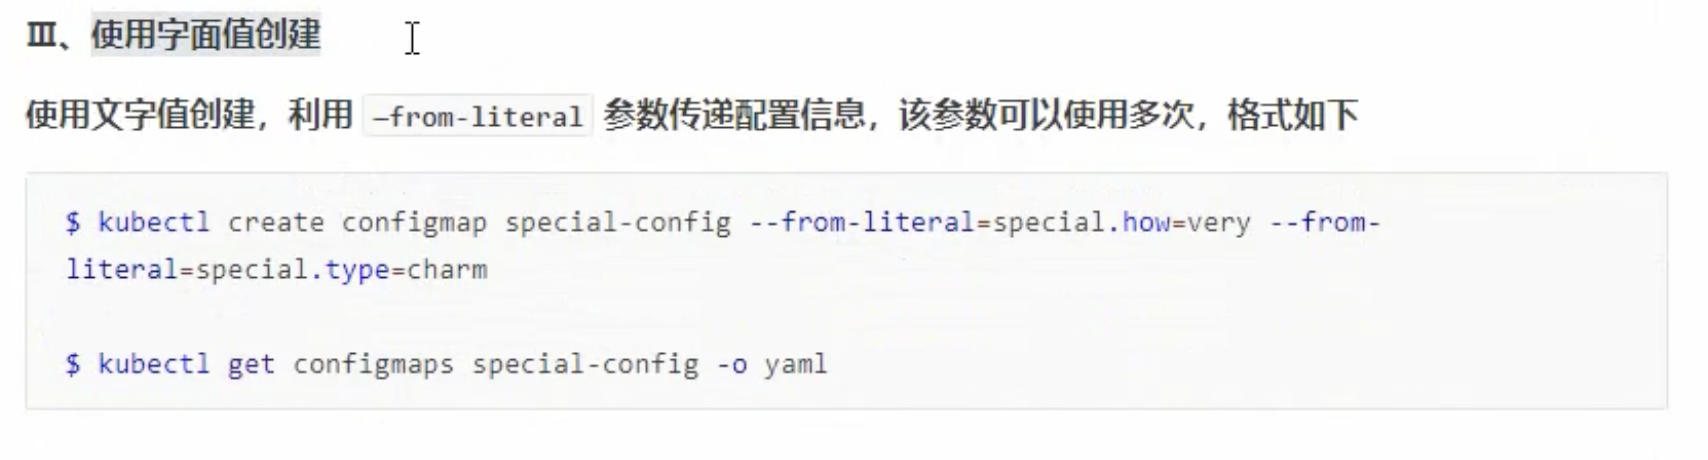 Ⅲ、使用字面值创建
使用文字值创建，利用 —from-literal 参数传递配置信息，该参数可以使用多次，格式如下
$ kubectl create configmap special-config --from-literal=special.how=very --from-
literal=special.type=charm
$ kubectl get configmaps special-config -o yaml